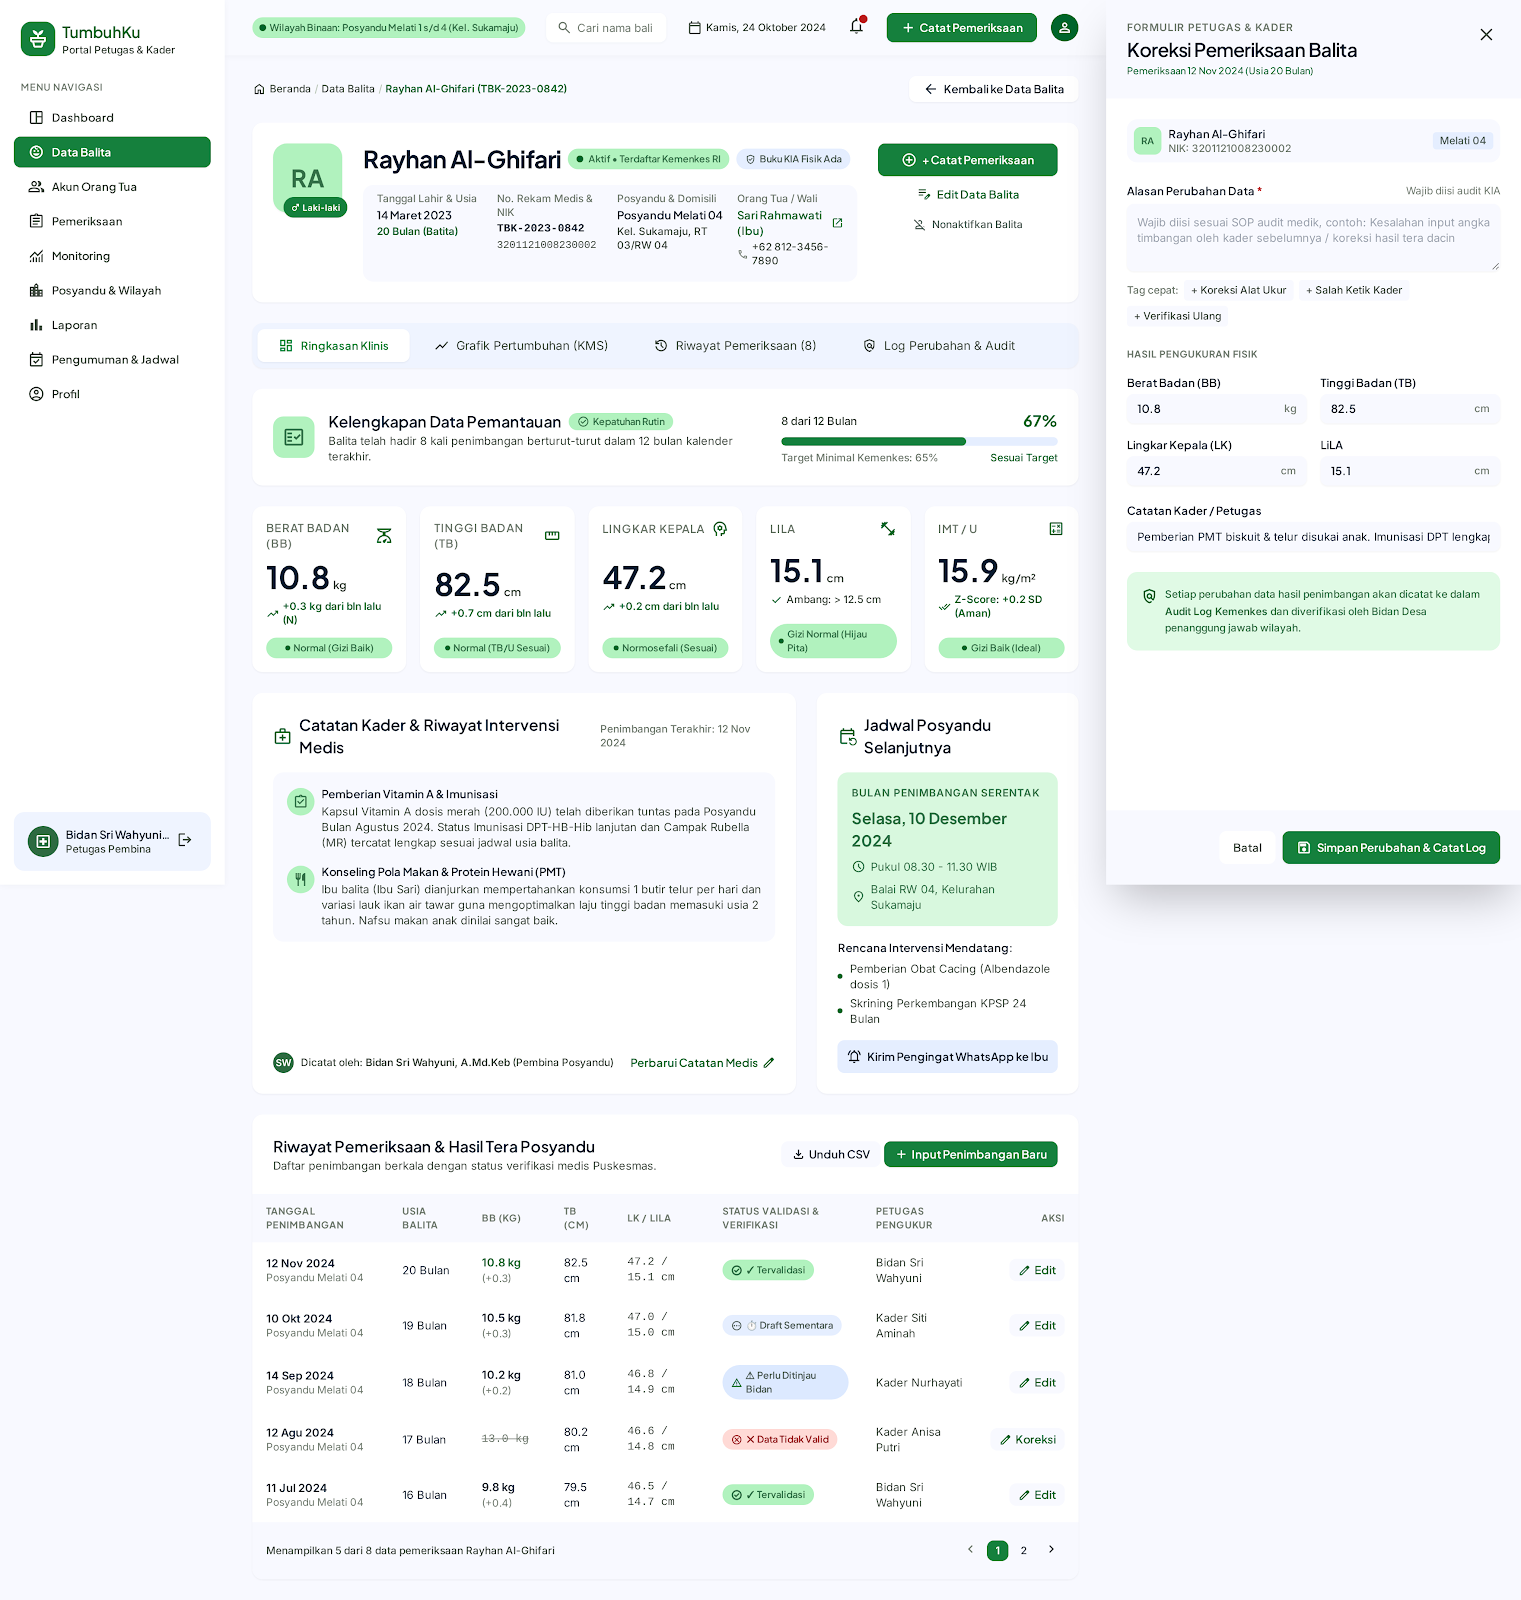 TumbuhKu
Portal Petugas & Kader
MENU NAVIGASI
Dashboard
Data Balita
Akun Orang Tua
Pemeriksaan
Monitoring
Posyandu & Wilayah
Laporan
Pengumuman & Jadwal
Profil
Bidan Sri Wahyuni...
Petugas Pembina
Wilayah Binaan: Posyandu Melati 1 s/d 4 (Kel. Sukamaju)
Cari nama bali
Kamis, 24 Oktober 2024
Catat Pemeriksaan
Beranda / Data Balita / Rayhan Al-Ghifari (TBK-2023-0842)
Kembali ke Data Balita
RA
♂ Laki-laki
Rayhan Al-Ghifari
Aktif • Terdaftar Kemenkes RI
Buku KIA Fisik Ada
Tanggal Lahir & Usia
14 Maret 2023
20 Bulan (Batita)
No. Rekam Medis &
NIK
TBK-2023-0842
3201121008230002
Posyandu & Domisili
Posyandu Melati 04
Kel. Sukamaju, RT
03/RW 04
Orang Tua / Wali
Sari Rahmawati
(Ibu)
+62 812-3456-
7890
+ Catat Pemeriksaan
Edit Data Balita
Nonaktifkan Balita
Ringkasan Klinis
Grafik Pertumbuhan (KMS)
Riwayat Pemeriksaan (8)
Log Perubahan & Audit
Kelengkapan Data Pemantauan
Kepatuhan Rutin
Balita telah hadir 8 kali penimbangan berturut-turut dalam 12 bulan kalender
terakhir.
8 dari 12 Bulan
67%
Target Minimal Kemenkes: 65%
Sesuai Target
BERAT BADAN
(BB)
10.8 kg
+0.3 kg dari bln lalu
(N)
Normal (Gizi Baik)
TINGGI BADAN
(TB)
82.5 cm
+0.7 cm dari bln lalu
Normal (TB/U Sesuai)
LINGKAR KEPALA
47.2 cm
+0.2 cm dari bln lalu
Normosefali (Sesuai)
LILA
15.1 cm
Ambang: > 12.5 cm
Gizi Normal (Hijau
Pita)
IMT / U
15.9 kg/m²
Z-Score: +0.2 SD
(Aman)
Gizi Baik (Ideal)
Catatan Kader & Riwayat Intervensi
Medis
Penimbangan Terakhir: 12 Nov
2024
Pemberian Vitamin A & Imunisasi
Kapsul Vitamin A dosis merah (200.000 IU) telah diberikan tuntas pada Posyandu
Bulan Agustus 2024. Status Imunisasi DPT-HB-Hib lanjutan dan Campak Rubella
(MR) tercatat lengkap sesuai jadwal usia balita.
Konseling Pola Makan & Protein Hewani (PMT)
Ibu balita (Ibu Sari) dianjurkan mempertahankan konsumsi 1 butir telur per hari dan
variasi lauk ikan air tawar guna mengoptimalkan laju tinggi badan memasuki usia 2
tahun. Nafsu makan anak dinilai sangat baik.
SW
Dicatat oleh: Bidan Sri Wahyuni, A.Md.Keb (Pembina Posyandu)
Perbarui Catatan Medis
Jadwal Posyandu
Selanjutnya
BULAN PENIMBANGAN SERENTAK
Selasa, 10 Desember
2024
Pukul 08.30 - 11.30 WIB
Balai RW 04, Kelurahan
Sukamaju
Rencana Intervensi Mendatang:
Pemberian Obat Cacing (Albendazole
dosis 1)
Skrining Perkembangan KPSP 24
Bulan
Kirim Pengingat WhatsApp ke Ibu
Riwayat Pemeriksaan & Hasil Tera Posyandu
Daftar penimbangan berkala dengan status verifikasi medis Puskesmas.
Unduh CSV
Input Penimbangan Baru
TANGGAL
PENIMBANGAN
USIA
BALITA
BB (KG)
TB
(CM)
LK / LILA
STATUS VALIDASI &
VERIFIKASI
PETUGAS
PENGUKUR
AKSI
12 Nov 2024
Posyandu Melati 04
20 Bulan
10.8 kg
(+0.3)
82.5
cm
47.2 /
15.1 cm
✓ Tervalidasi
Bidan Sri
Wahyuni
Edit
10 Okt 2024
Posyandu Melati 04
19 Bulan
10.5 kg
(+0.3)
81.8
cm
47.0 /
15.0 cm
⏱ Draft Sementara
Kader Siti
Aminah
Edit
14 Sep 2024
Posyandu Melati 04
18 Bulan
10.2 kg
(+0.2)
81.0
cm
46.8 /
14.9 cm
⚠ Perlu Ditinjau
Bidan
Kader Nurhayati
Edit
12 Agu 2024
Posyandu Melati 04
17 Bulan
13.0 kg
80.2
cm
46.6 /
14.8 cm
✕ Data Tidak Valid
Kader Anisa
Putri
Koreksi
11 Jul 2024
Posyandu Melati 04
16 Bulan
9.8 kg
(+0.4)
79.5
cm
46.5 /
14.7 cm
✓ Tervalidasi
Bidan Sri
Wahyuni
Edit
Menampilkan 5 dari 8 data pemeriksaan Rayhan Al-Ghifari
1
2
FORMULIR PETUGAS & KADER
Koreksi Pemeriksaan Balita
Pemeriksaan 12 Nov 2024 (Usia 20 Bulan)
RA
Rayhan Al-Ghifari
NIK: 3201121008230002
Melati 04
Alasan Perubahan Data *
Wajib diisi audit KIA
Wajib diisi sesuai SOP audit medik, contoh: Kesalahan input angka
timbangan oleh kader sebelumnya / koreksi hasil tera dacin
Tag cepat:
+ Koreksi Alat Ukur
+ Salah Ketik Kader
+ Verifikasi Ulang
HASIL PENGUKURAN FISIK
Berat Badan (BB)
10.8 kg
Tinggi Badan (TB)
82.5 cm
Lingkar Kepala (LK)
47.2 cm
LiLA
15.1 cm
Catatan Kader / Petugas
Pemberian PMT biskuit & telur disukai anak. Imunisasi DPT lengkap
Setiap perubahan data hasil penimbangan akan dicatat ke dalam
Audit Log Kemenkes dan diverifikasi oleh Bidan Desa
penanggung jawab wilayah.
Batal
Simpan Perubahan & Catat Log